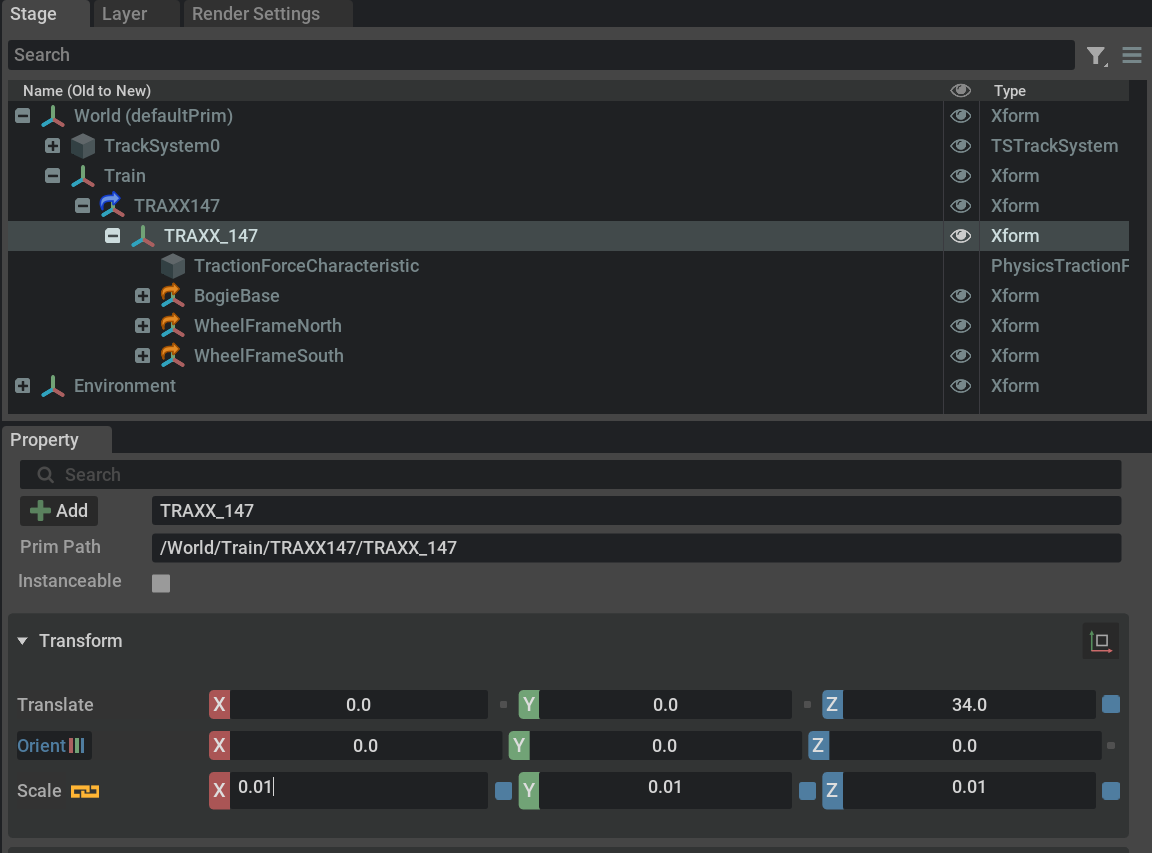 Stage Layer Render Settings
Search
Name (Old to New) Type
World (defaultPrim) Xform
TrackSystem0 TSTrackSystem
Train Xform
TRAXX147 Xform
TRAXX_147 Xform
TractionForceCharacteristic PhysicsTractionF
BogieBase Xform
WheelFrameNorth Xform
WheelFrameSouth Xform
Environment Xform
Property
Search
Add TRAXX_147
Prim Path /World/Train/TRAXX147/TRAXX_147
Instanceable
Transform
Translate X 0.0 Y 0.0 Z 34.0
Orient X 0.0 Y 0.0 Z 0.0
Scale X 0.01 Y 0.01 Z 0.01